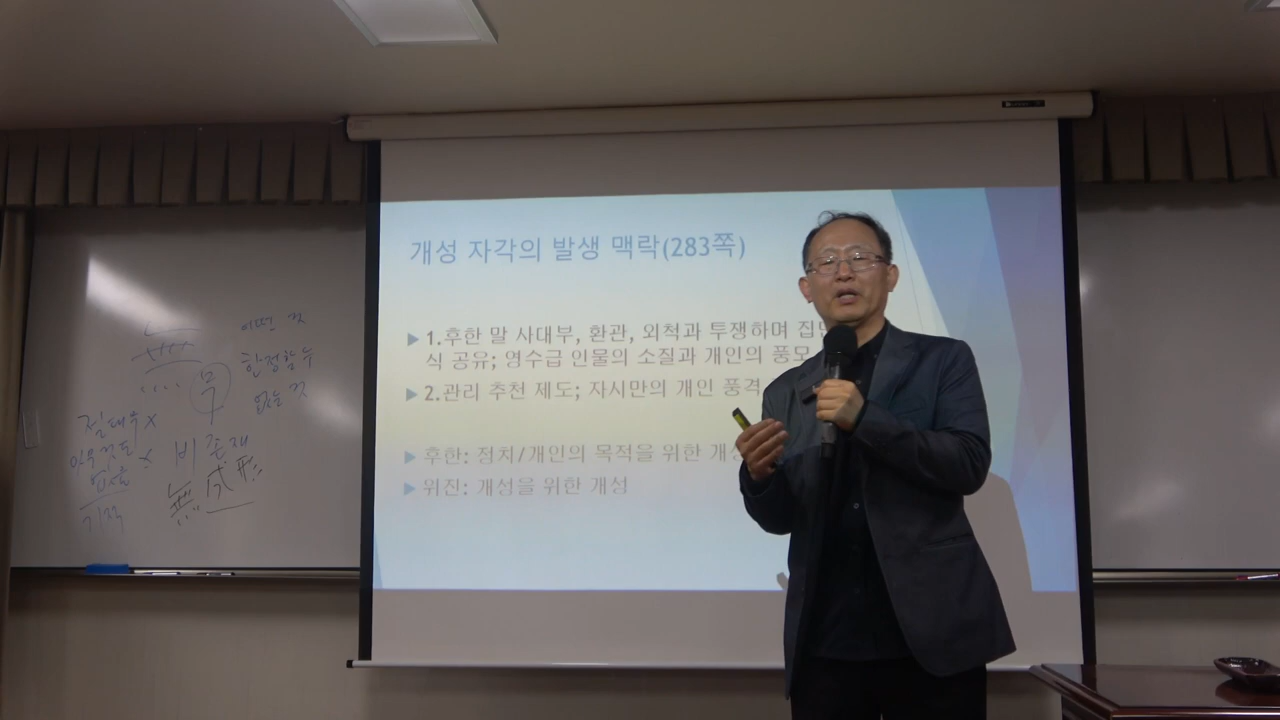 개성 자각의 발생 맥락(283쪽)
1.후한 말 사대부, 환관, 외척과 투쟁하며
식 공유; 영수급 인물의 소질과 개인의 풍모
2.관리 추천 제도; 자시만의 개인 풍격
후한: 정치/개인의 목적을 위한
위진: 개성을 위한 개성
어떤 것
한정할 수
없는 것
무
절대무 x
비존재
無成形
기적